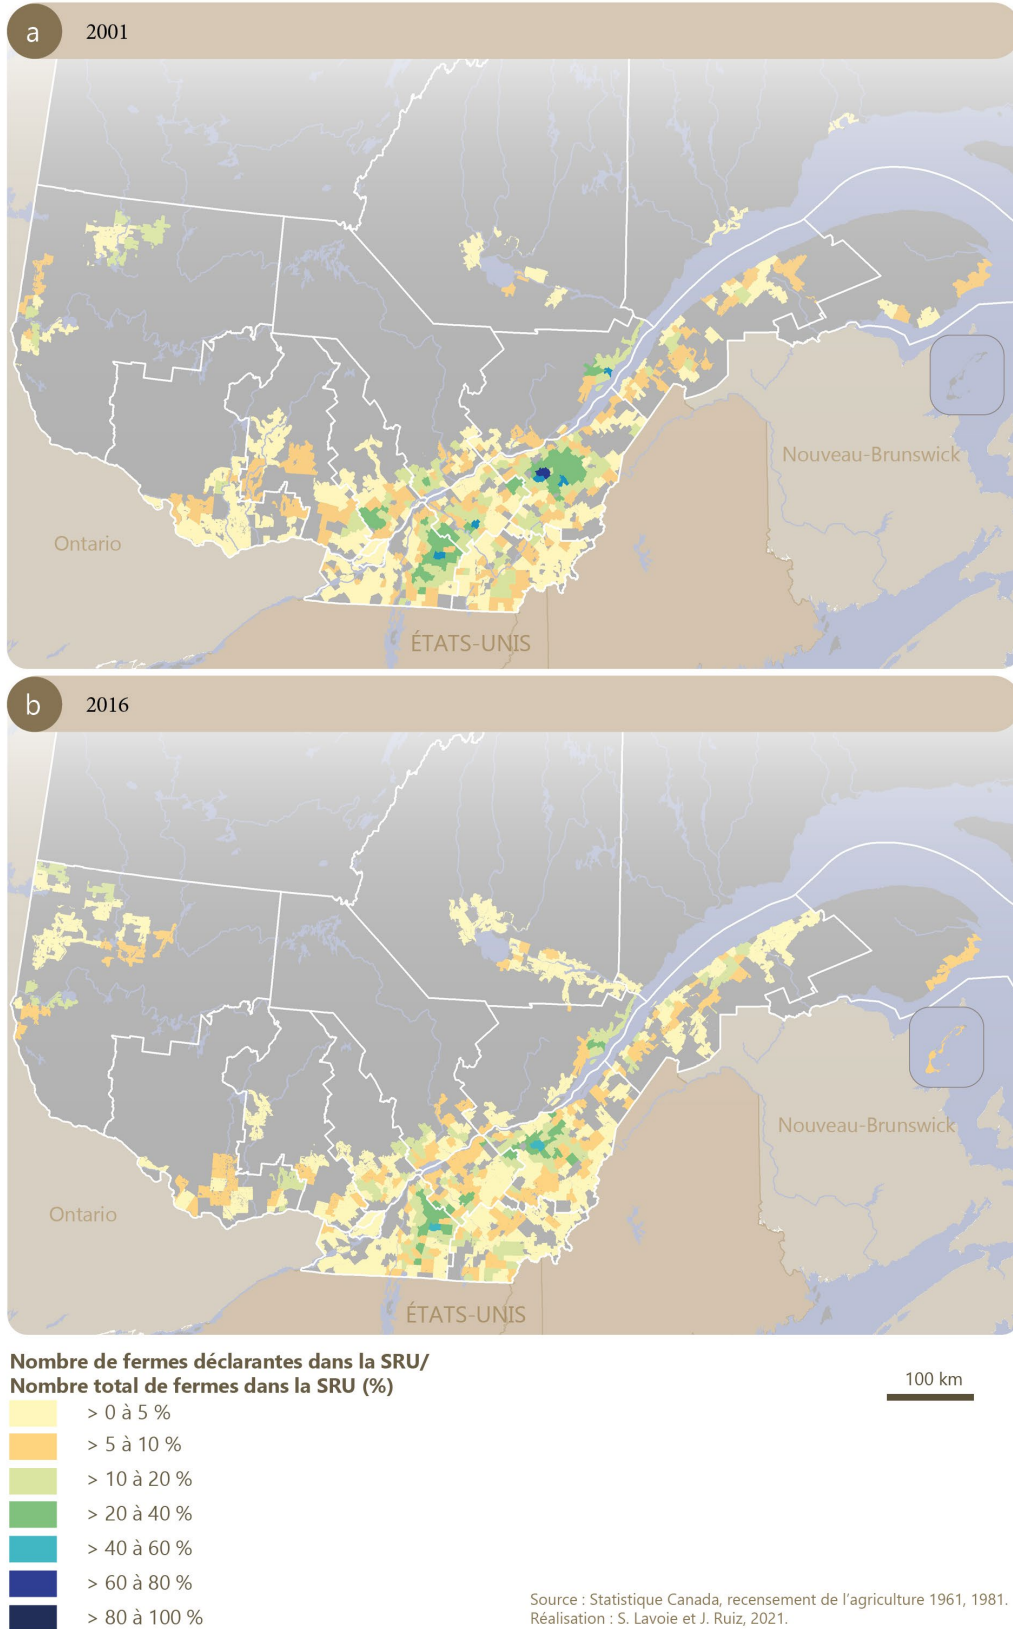 a
2001
Nouveau-Brunswick
Ontario
ÉTATS-UNIS
b
2016
Nouveau-Brunswick
Ontario
ÉTATS-UNIS
Nombre de fermes déclarantes dans la SRU/
Nombre total de fermes dans la SRU (%)
> 0 à 5 %
> 5 à 10 %
> 10 à 20 %
> 20 à 40 %
> 40 à 60 %
> 60 à 80 %
> 80 à 100 %
100 km
Source : Statistique Canada, recensement de l'agriculture 1961, 1981.
Réalisation : S. Lavoie et J. Ruiz, 2021.